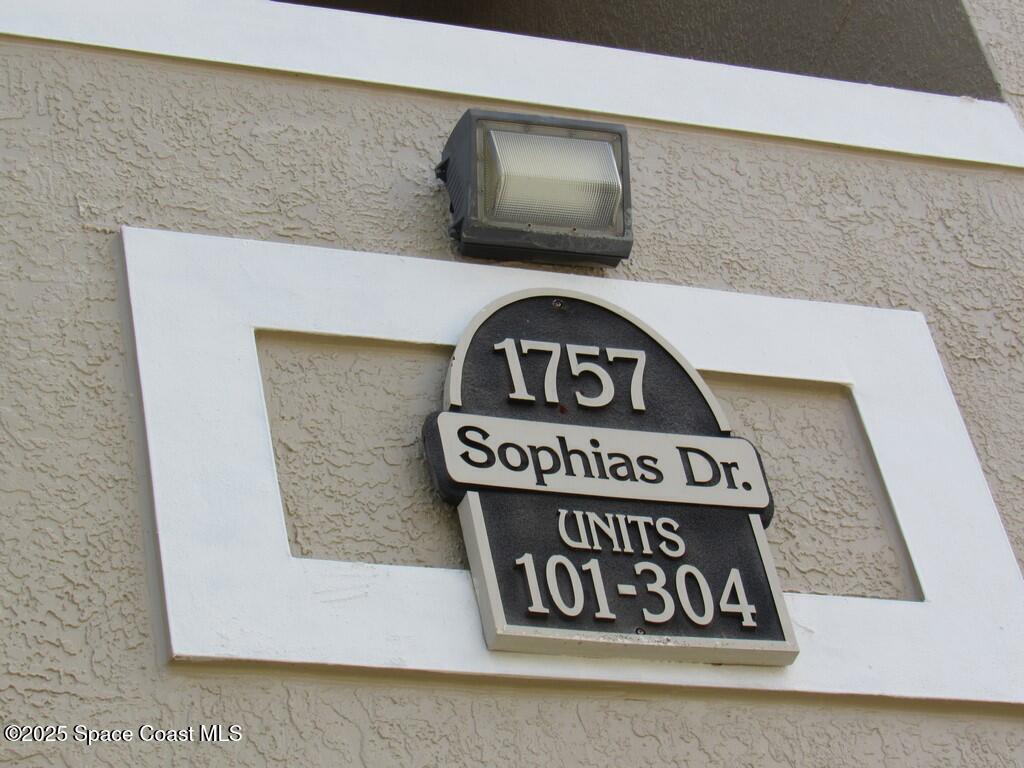 1757
Sophias Dr.
UNITS
101-304
©2025 Space Coast MLS